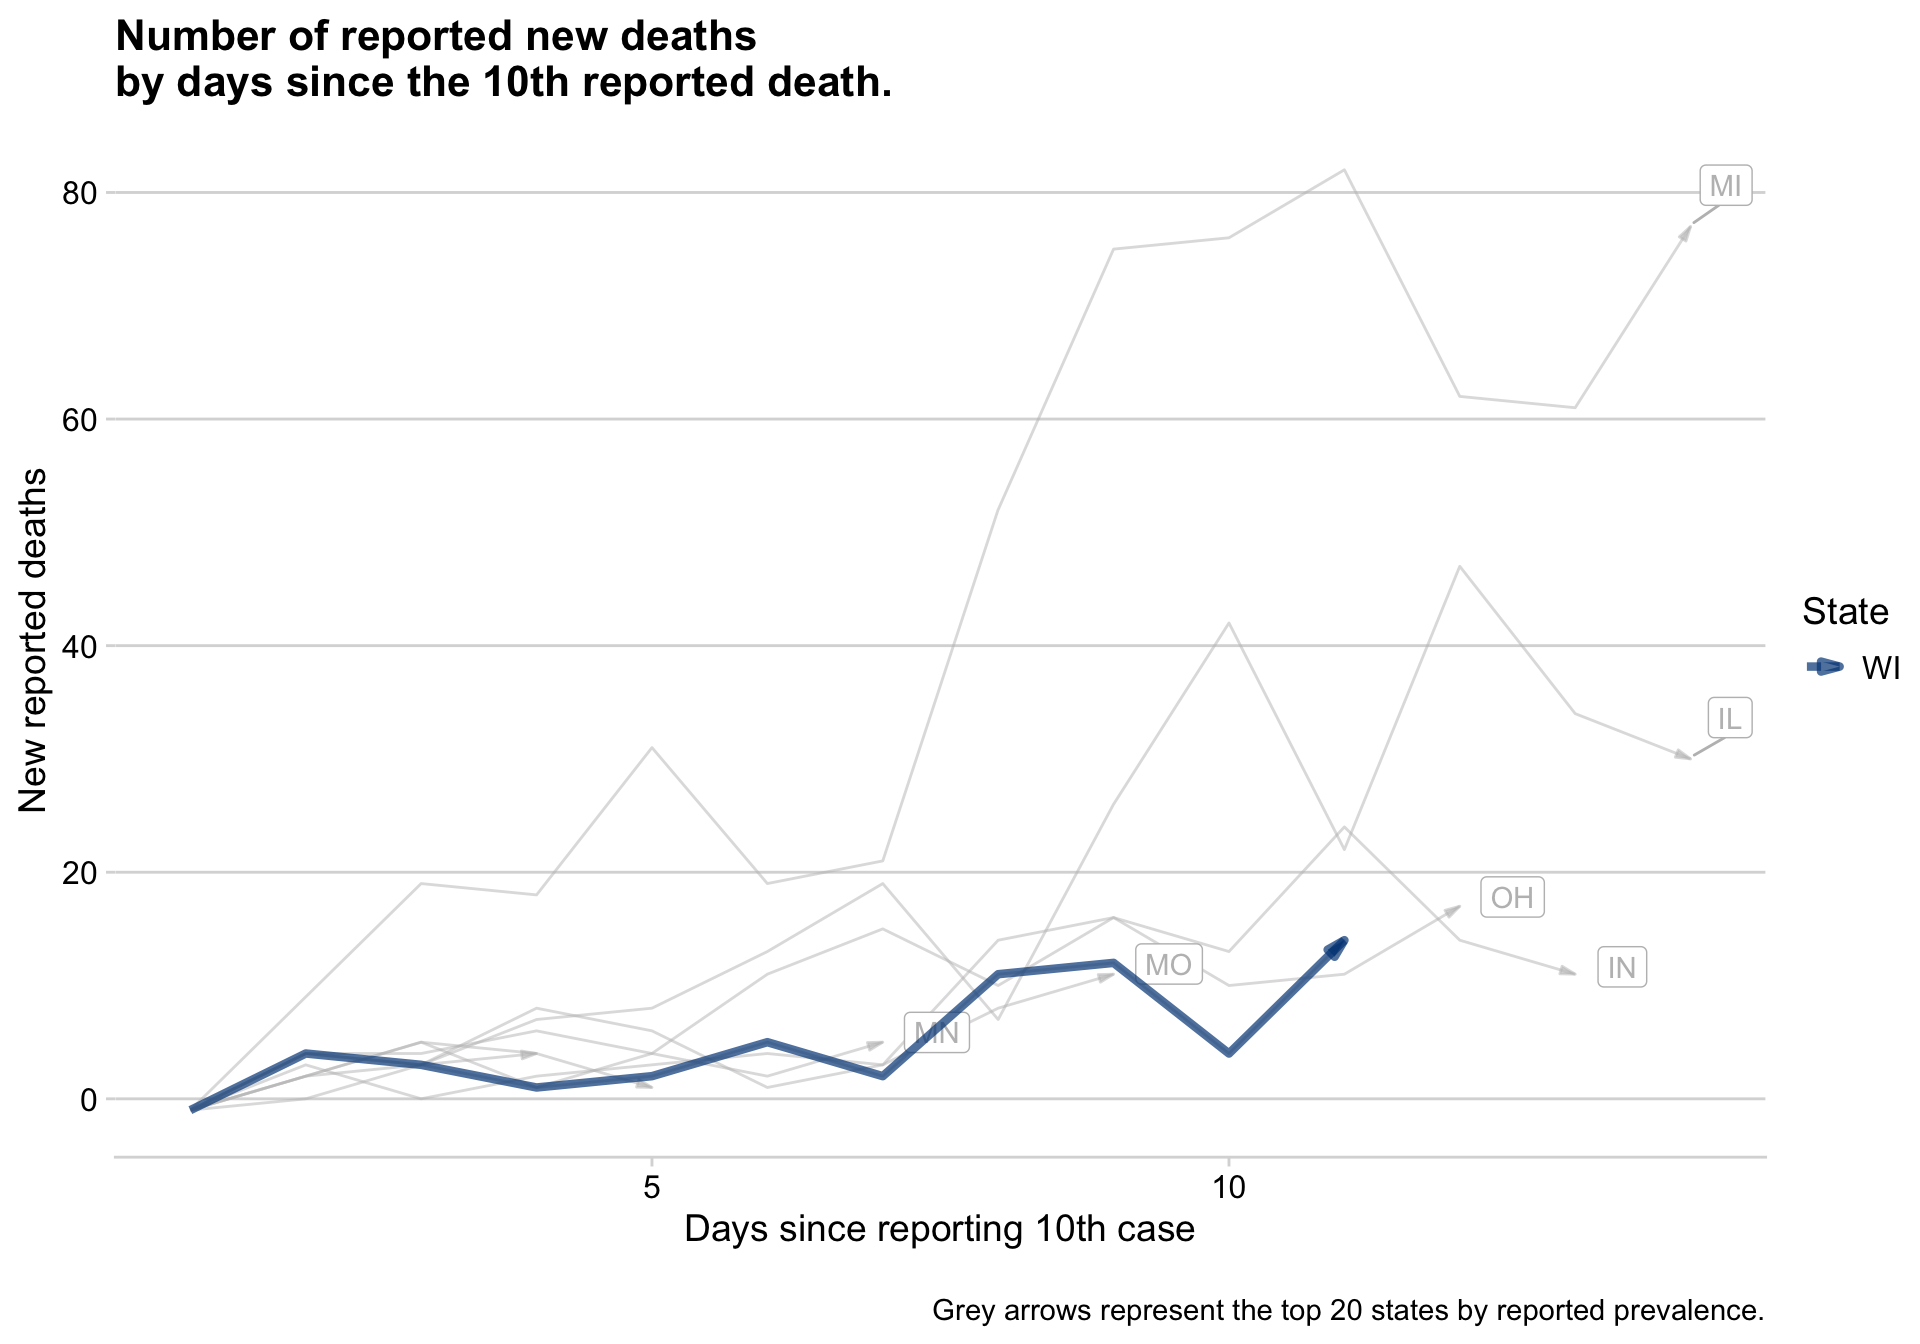 Number of reported new deaths
by days since the 10th reported death.
80
60
40
20
0
New reported deaths
MI
IL
OH
IN
MO
MN
State
WI
5
10
Days since reporting 10th case
Grey arrows represent the top 20 states by reported prevalence.